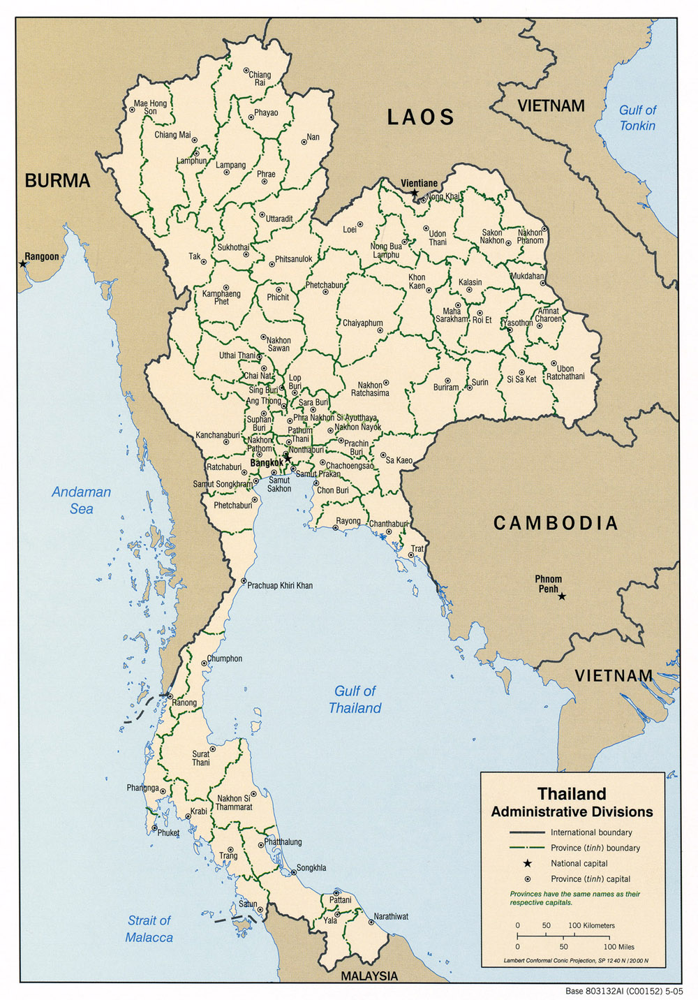 Chiang
Rai
Mae Hong
Son
Phayao
VIETNAM
Gulf of
Tonkin
LAOS
Chiang Mai
Nan
Lamphun
Lampang
Phrae
BURMA
Vientiane
Nong Khai
Uttaradit
Loei
Udon
Thani
Sakon
Nakhon
Nakhon
Phanom
Sukhothai
Nong Bua
Lamphu
Rangoon
Tak
Phitsanulok
Khon
Kaen
Mukdahan
Kalasin
Phetchabun
Kamphaeng
Phet
Phichit
Maha
Sarakham
Roi Et
Amnat
Charoen
Yasothon
Chaiyaphum
Nakhon
Sawan
Uthai Thani
Chai Nat
Lop
Buri
Ubon
Ratchathani
Si Sa Ket
Nakhon
Ratchasima
Buriram
Surin
Sing Buri
Ang Thong
Sara Buri
Suphan
Buri
Phra Nakhon Si Ayutthaya
Nakhon Nayok
Pathum
Thani
Kanchanaburi
Nakhon
Pathom
Prachin
Buri
Nonthaburi
Bangkok
Sa Kaeo
Chachoengsao
Ratchaburi
Samut Prakan
Samut Songkhram
Samut
Sakhon
Chon Buri
Andaman
Sea
Phetchaburi
Rayong
Chanthaburi
CAMBODIA
Trat
Phnom
Penh
Prachuap Khiri Khan
Chumphon
VIETNAM
Gulf of
Thailand
Ranong
Surat
Thani
Phangnga
Nakhon Si
Thammarat
Krabi
Phuket
Phatthalung
Trang
Songkhla
Pattani
Satun
Yala
Narathiwat
Strait of
Malacca
MALAYSIA
Thailand
Administrative Divisions
International boundary
Province (tinh) boundary
National capital
Province (tinh) capital
Provinces have the same names as their
respective capitals.
0 50 100 Kilometers
0 50 100 Miles
Lambert Conformal Conic Projection, SP 12 40 N / 20 00 N
Base 803132AI (C00152) 5-05